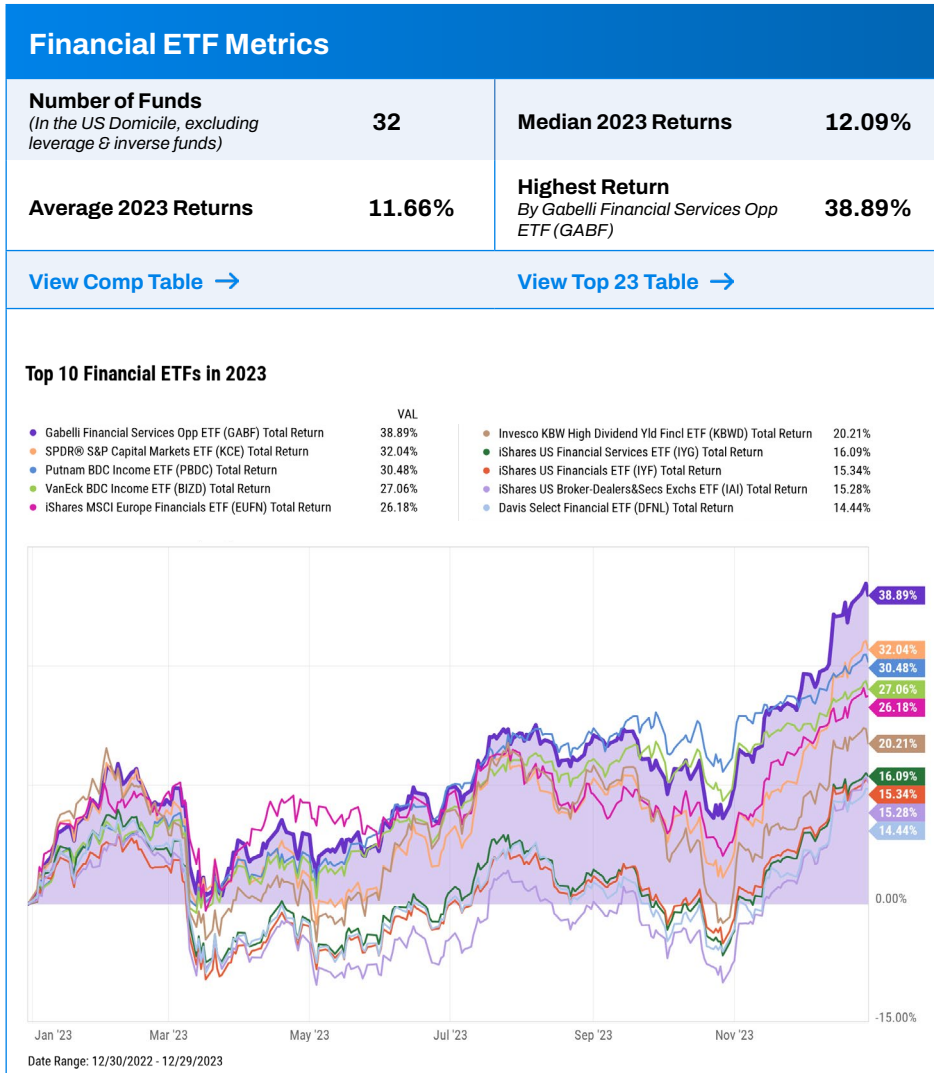 Financial ETF Metrics
Number of Funds
(In the US Domicile, excluding
leverage & inverse funds)
32
Median 2023 Returns
12.09%
Average 2023 Returns
11.66%
Highest Return
By Gabelli Financial Services Opp
ETF (GABF)
38.89%
View Comp Table →
View Top 23 Table →
Top 10 Financial ETFs in 2023
VAL
Gabelli Financial Services Opp ETF (GABF) Total Return 38.89%
SPDR® S&P Capital Markets ETF (KCE) Total Return 32.04%
Putnam BDC Income ETF (PBDC) Total Return 30.48%
VanEck BDC Income ETF (BIZD) Total Return 27.06%
iShares MSCI Europe Financials ETF (EUFN) Total Return 26.18%
Invesco KBW High Dividend Yld Fincl ETF (KBWD) Total Return 20.21%
iShares US Financial Services ETF (IYG) Total Return 16.09%
iShares US Financials ETF (IYF) Total Return 15.34%
iShares US Broker-Dealers&Secs Exchs ETF (IAI) Total Return 15.28%
Davis Select Financial ETF (DFNL) Total Return 14.44%
38.89%
32.04%
30.48%
27.06%
26.18%
20.21%
16.09%
15.34%
15.28%
14.44%
0.00%
-15.00%
Jan '23 Mar '23 May '23 Jul '23 Sep '23 Nov '23
Date Range: 12/30/2022 - 12/29/2023